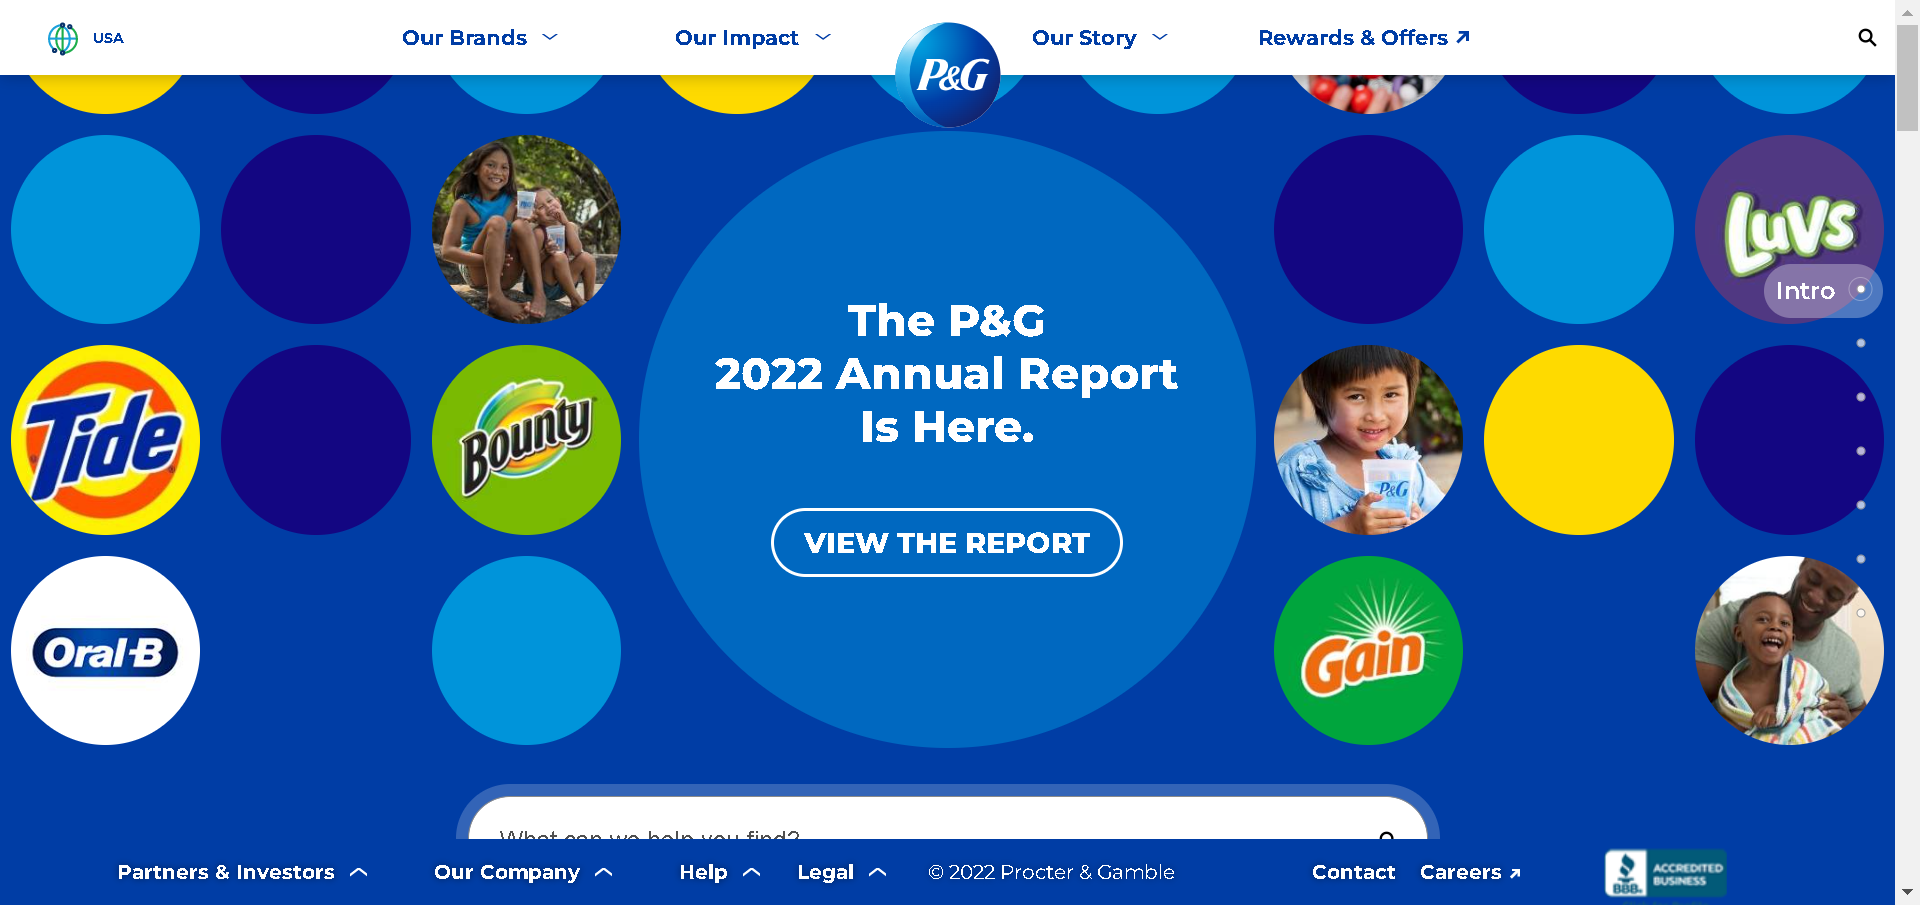 USA
Our Brands
Our Impact
P&G
Our Story
Rewards & Offers
Luvs
Intro
The P&G
2022 Annual Report
Is Here.
Tide
Bounty
P&G
VIEW THE REPORT
Oral-B
Gain
What can we help you find?
Partners & Investors
Our Company
Help
Legal
© 2022 Procter & Gamble
Contact
Careers
BBB.
ACCREDITED
BUSINESS